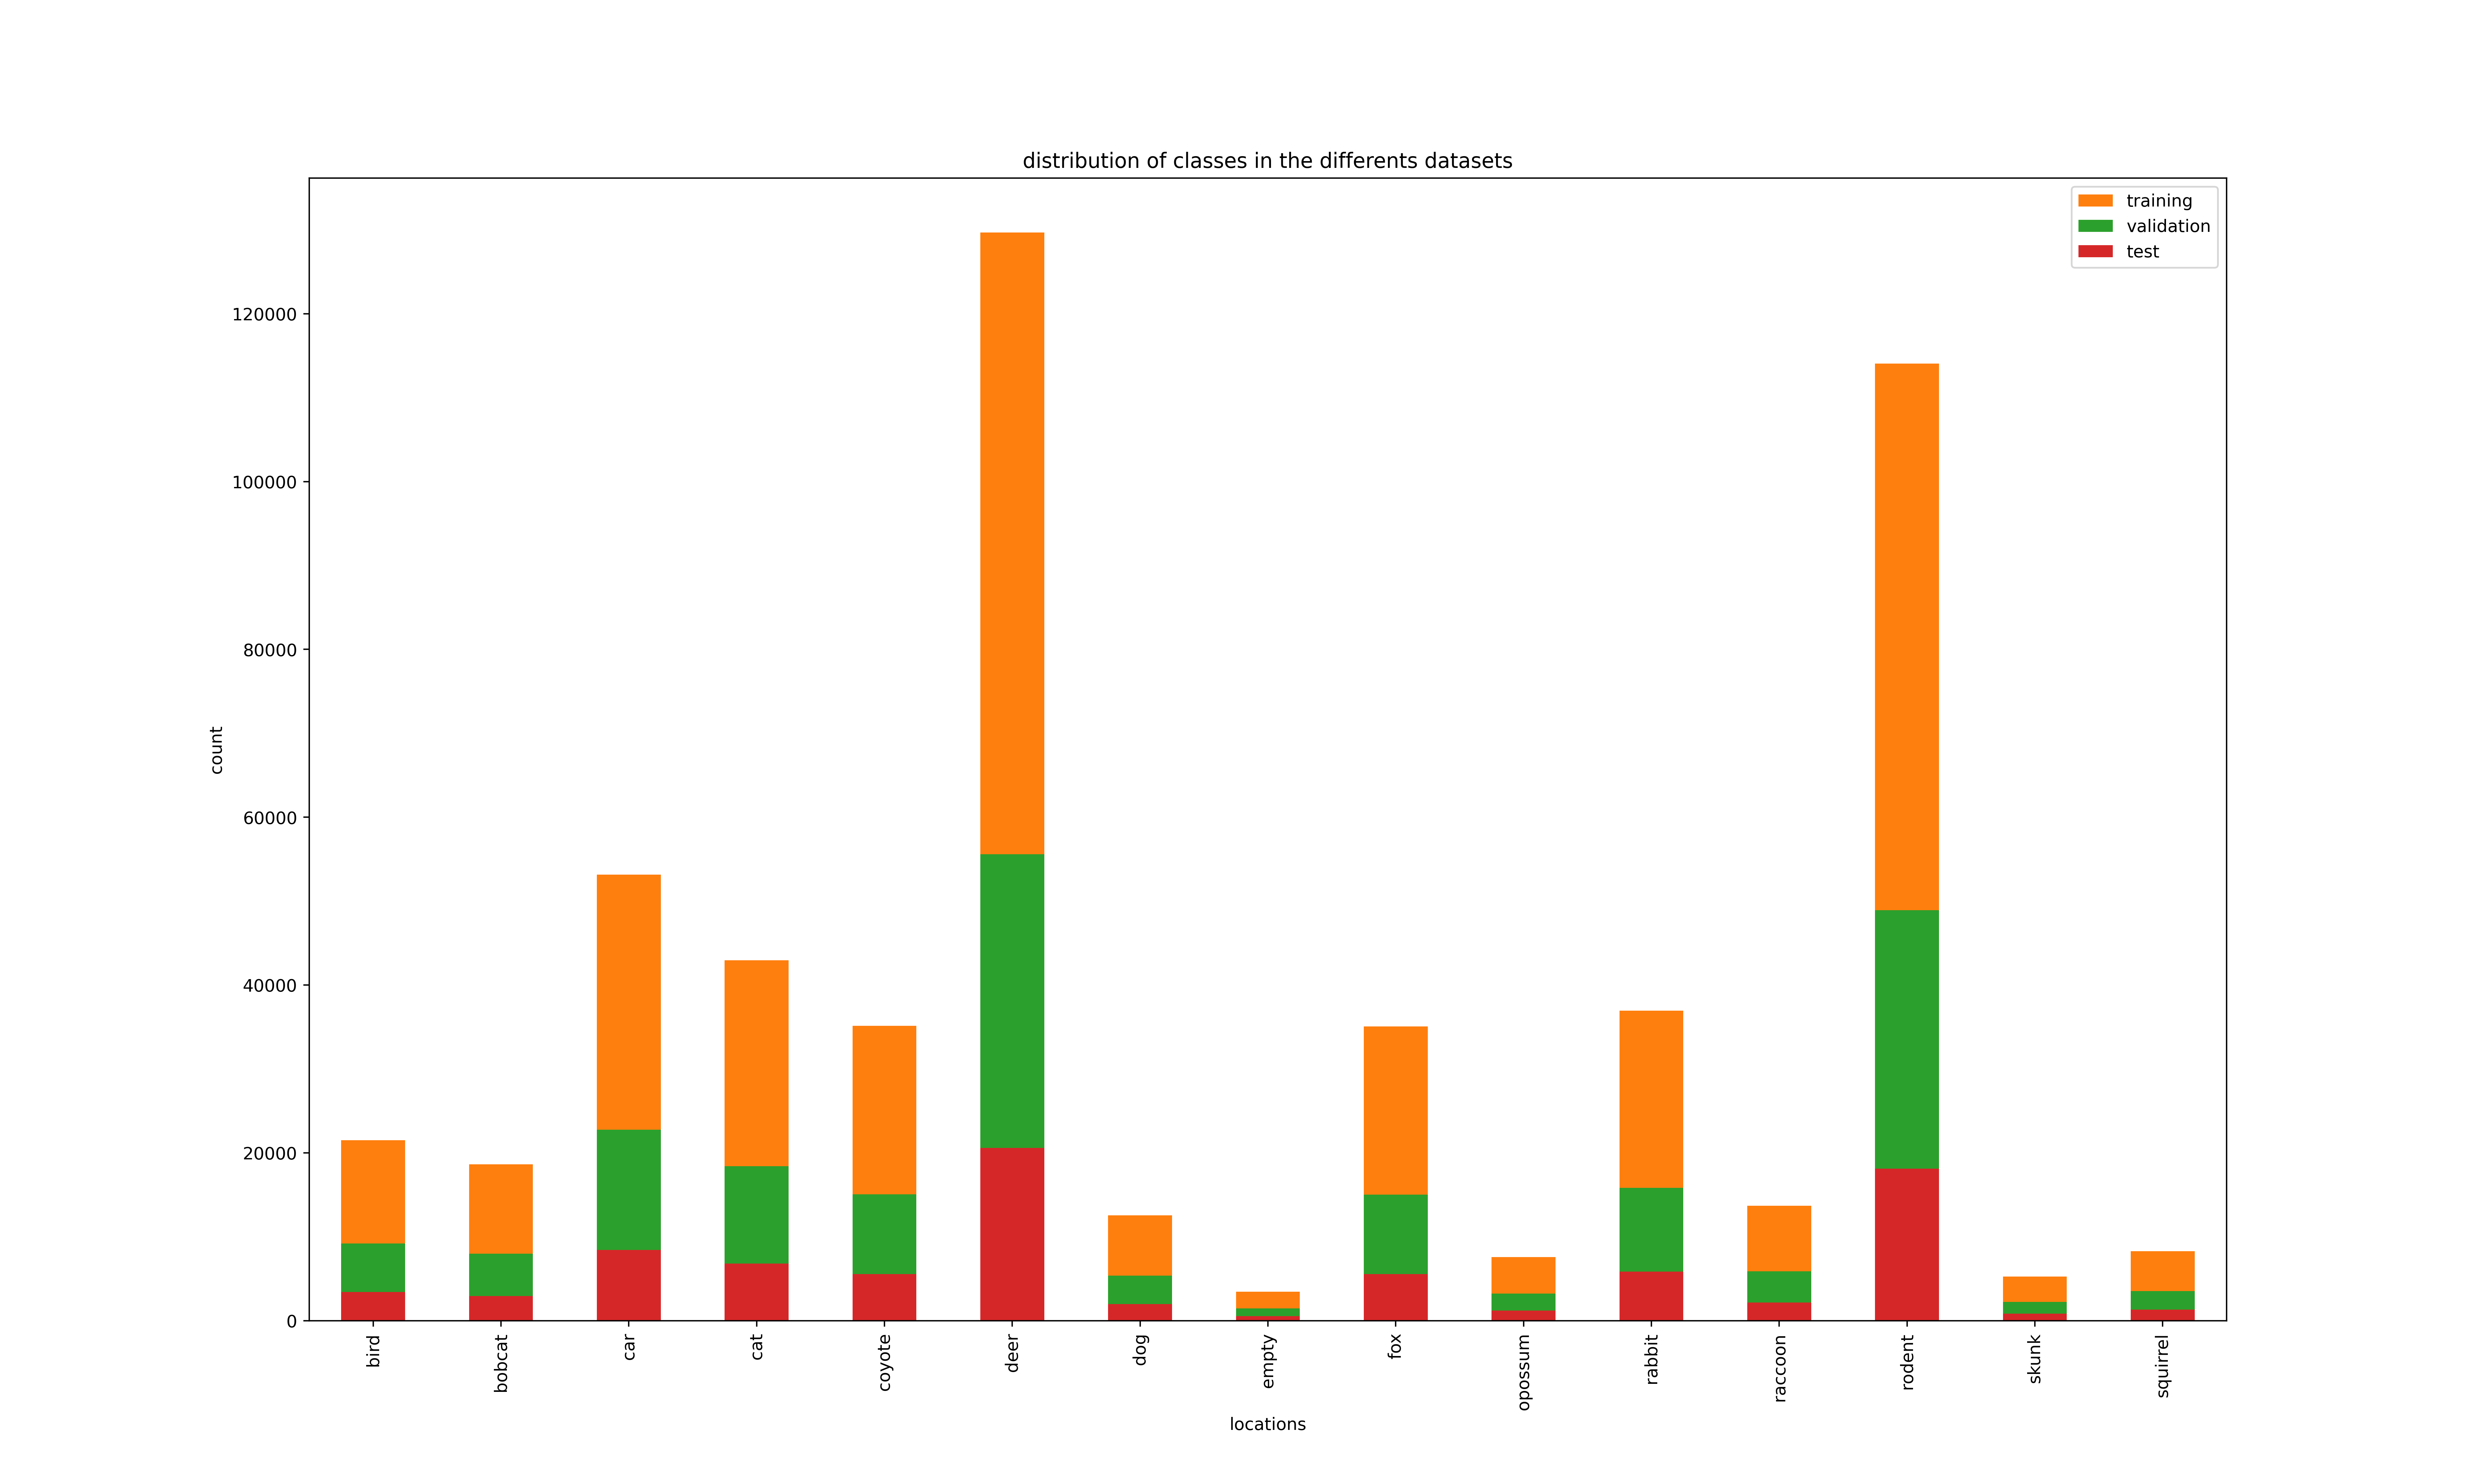 distribution of classes in the differents datasets
training
validation
test
120000
100000
80000
60000
40000
20000
0
count
bird
bobcat
car
cat
coyote
deer
dog
empty
fox
opossum
rabbit
raccoon
rodent
skunk
squirrel
locations